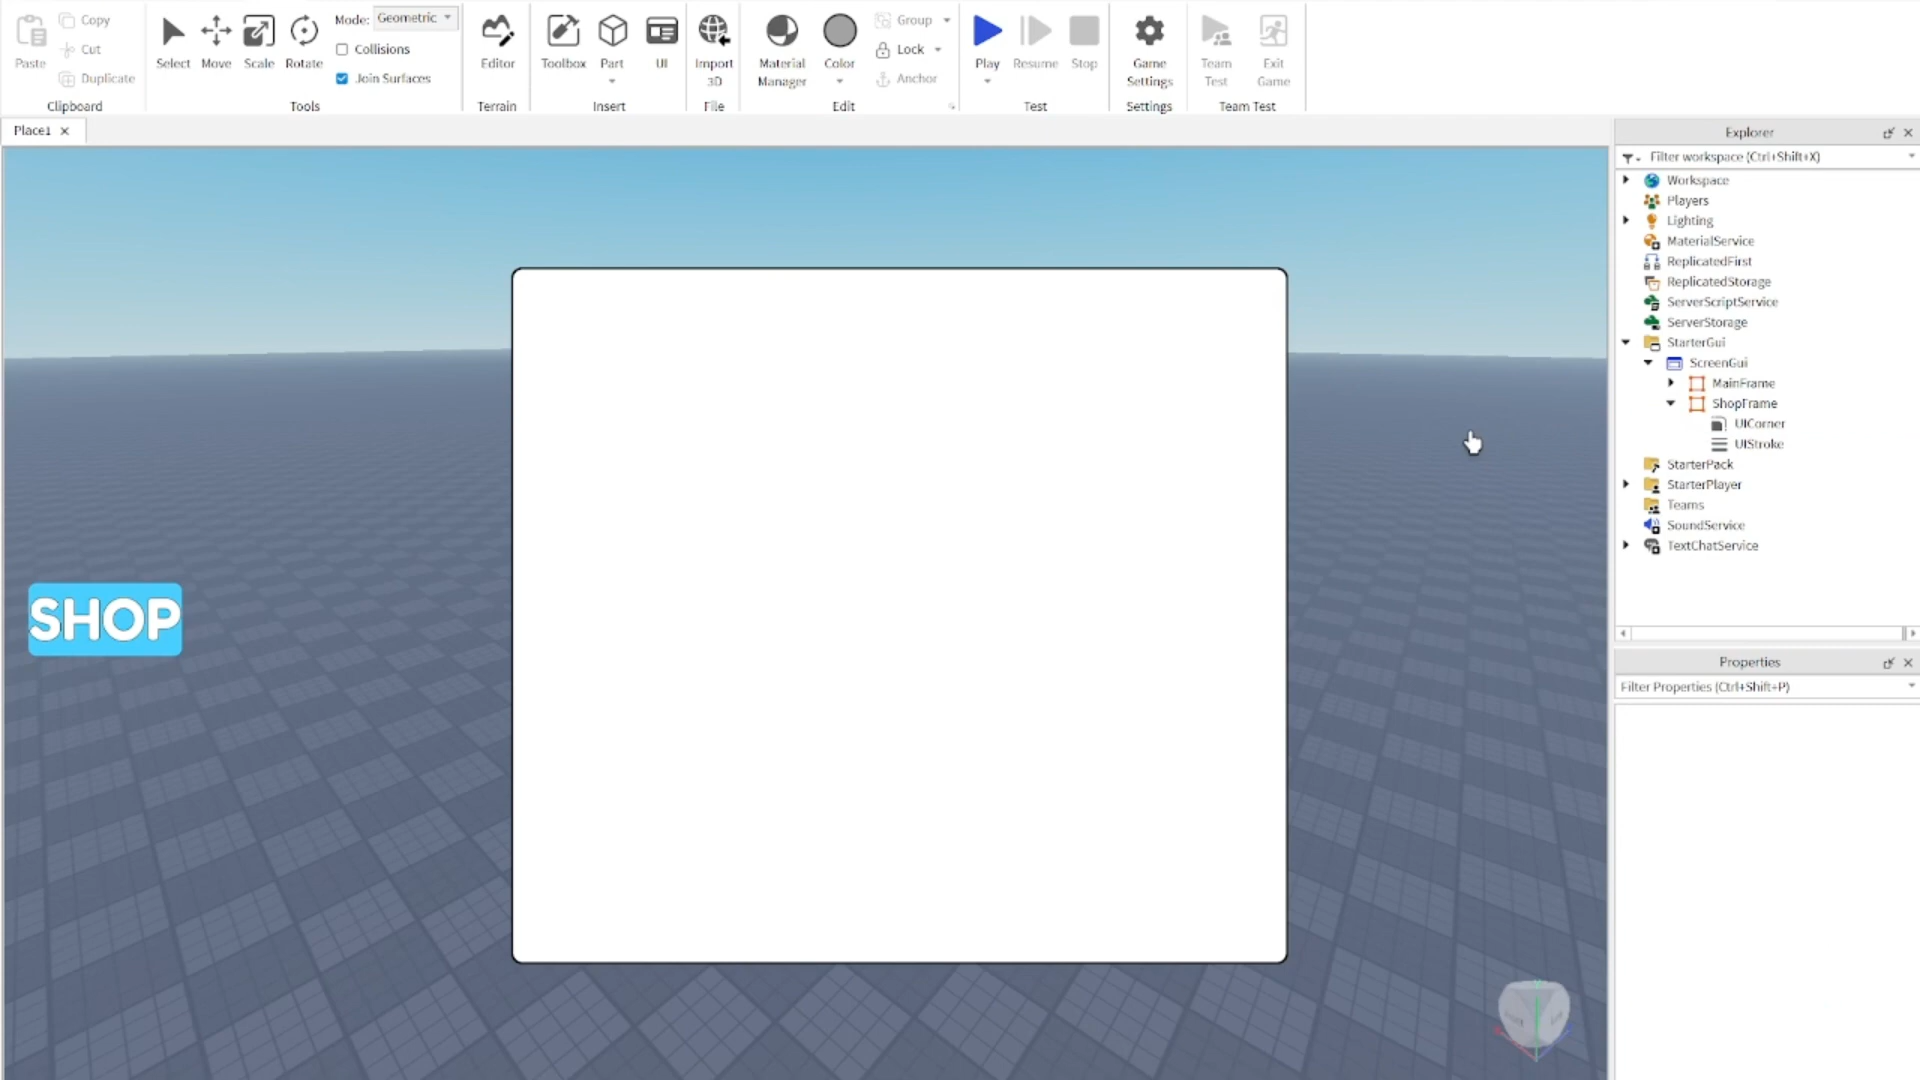 Paste
Copy
Cut
Duplicate
Clipboard
Select
Move
Scale
Rotate
Mode: Geometric
Collisions
Join Surfaces
Tools
Editor
Terrain
Toolbox
Part
UI
Insert
Import
3D
File
Material
Manager
Color
Group
Lock
Anchor
Edit
Play
Resume
Stop
Test
Game
Settings
Settings
Team
Test
Exit
Game
Team Test
Place1
SHOP
Explorer
Filter workspace (Ctrl+Shift+X)
Workspace
Players
Lighting
MaterialService
ReplicatedFirst
ReplicatedStorage
ServerScriptService
ServerStorage
StarterGui
ScreenGui
MainFrame
ShopFrame
UICorner
UIStroke
StarterPack
StarterPlayer
Teams
SoundService
TextChatService
Properties
Filter Properties (Ctrl+Shift+P)